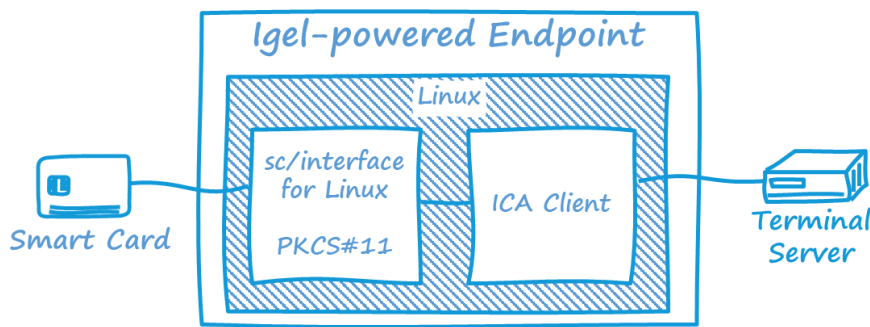 Igel-powered Endpoint
Linux
sc/interface
for Linux
PKCS#11
ICA Client
Smart Card
Terminal
Server